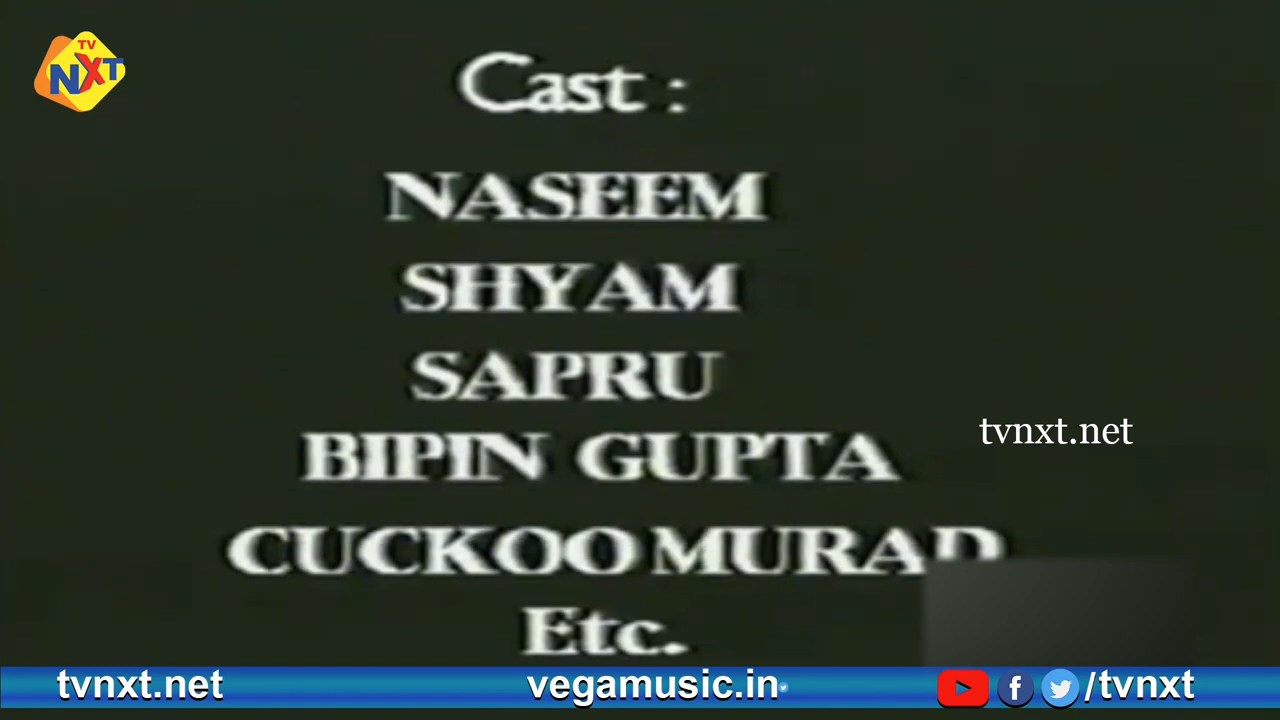 TV
NXT
Cast :
NASEEM
SHYAM
SAPRU
BIPIN GUPTA
tvnxt.net
CUCKOO MURAD
Etc.
tvnxt.net
vegamusic.in
/tvnxt